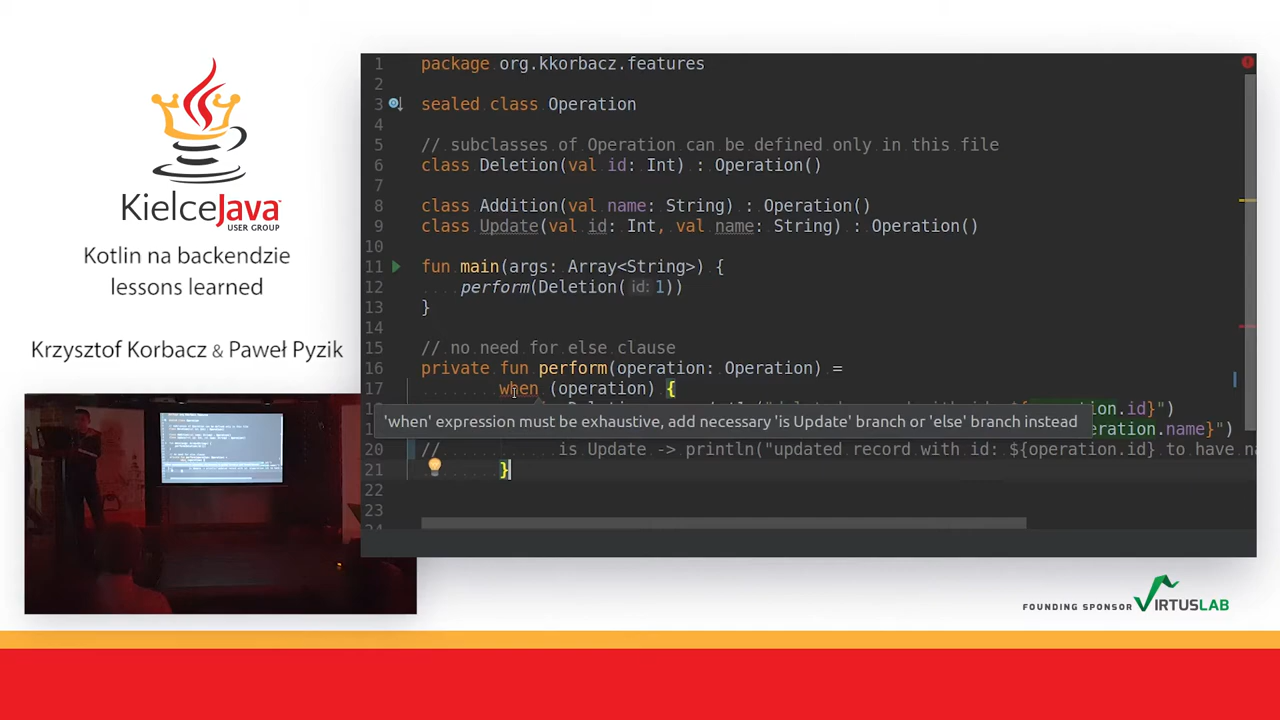 KielceJava
USER GROUP
Kotlin na backendzie
lessons learned
Krzysztof Korbacz & Paweł Pyzik
1 package org.kkorbacz.features
2
3 sealed class Operation
4
5 // subclasses of Operation can be defined only in this file
6 class Deletion(val id: Int) : Operation()
7
8 class Addition(val name: String) : Operation()
9 class Update(val id: Int, val name: String) : Operation()
10
11 fun main(args: Array<String>) {
12 perform(Deletion( id: 1))
13 }
14
15 // no need for else clause
16 private fun perform(operation: Operation) =
17 when (operation) {
operation.id}")
'when' expression must be exhaustive, add necessary 'is Update' branch or 'else' branch instead
operation.name}")
20 // is Update -> println("updated record with id: ${operation.id} to have na
21 }
22
23
24
FOUNDING SPONSOR VIRTUSLAB